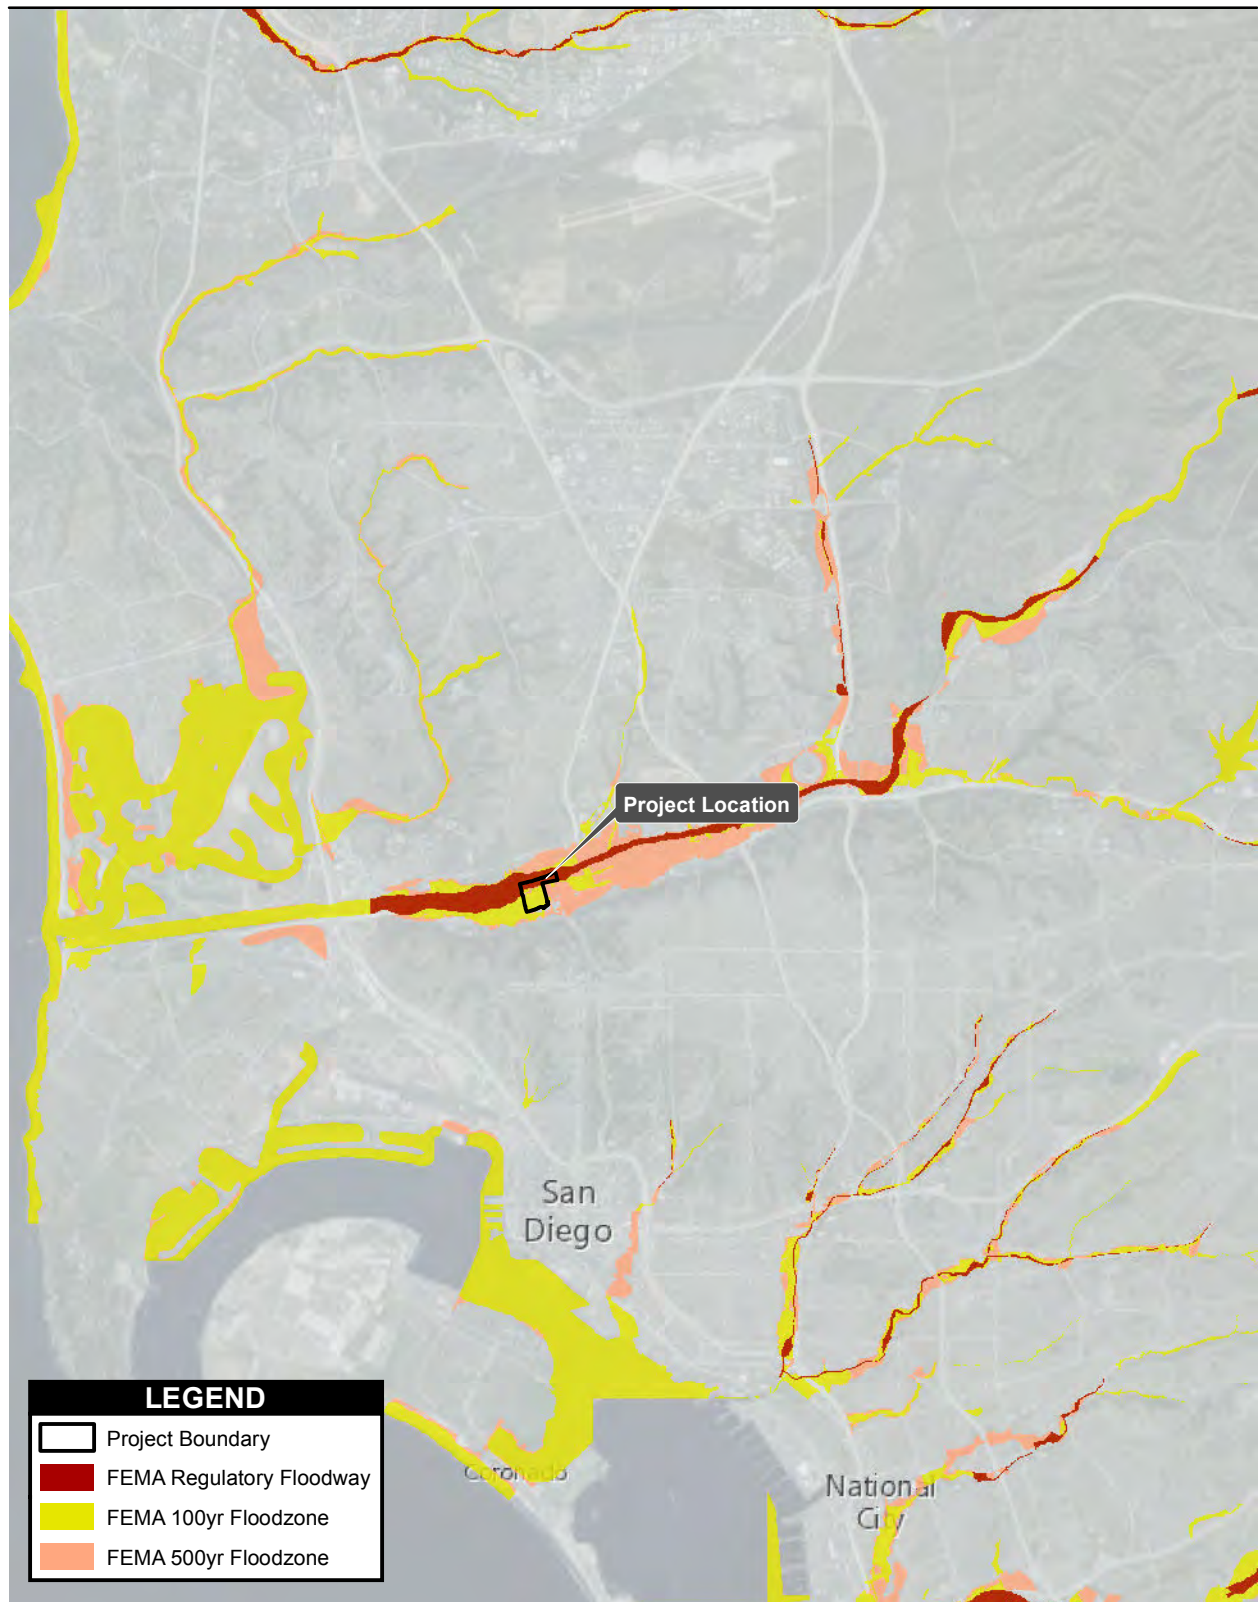 Project Location
San
Diego
LEGEND
Project Boundary
FEMA Regulatory Floodway
FEMA 100yr Floodzone
FEMA 500yr Floodzone
Coronado
National
City